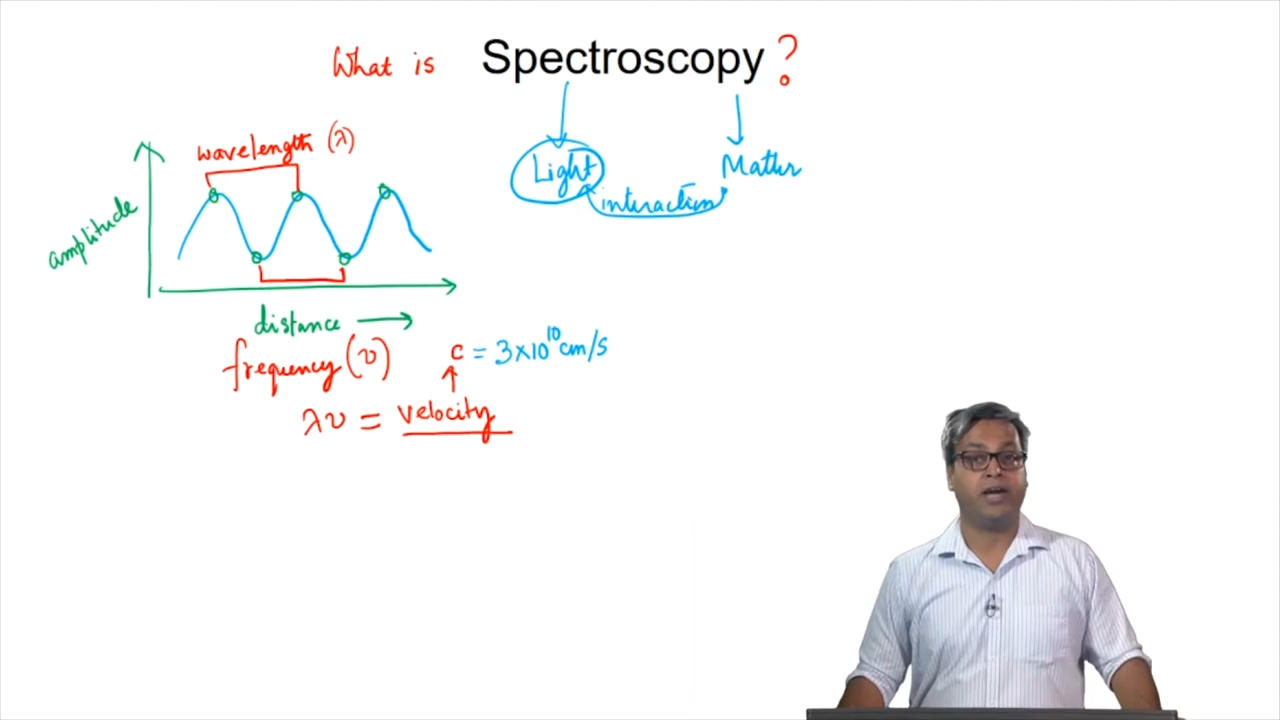 What is Spectroscopy ?
wavelength (λ)
Light
Matter
interaction
amplitude
distance
frequency (ν)
c = 3×10¹⁰ cm/s
λν = velocity